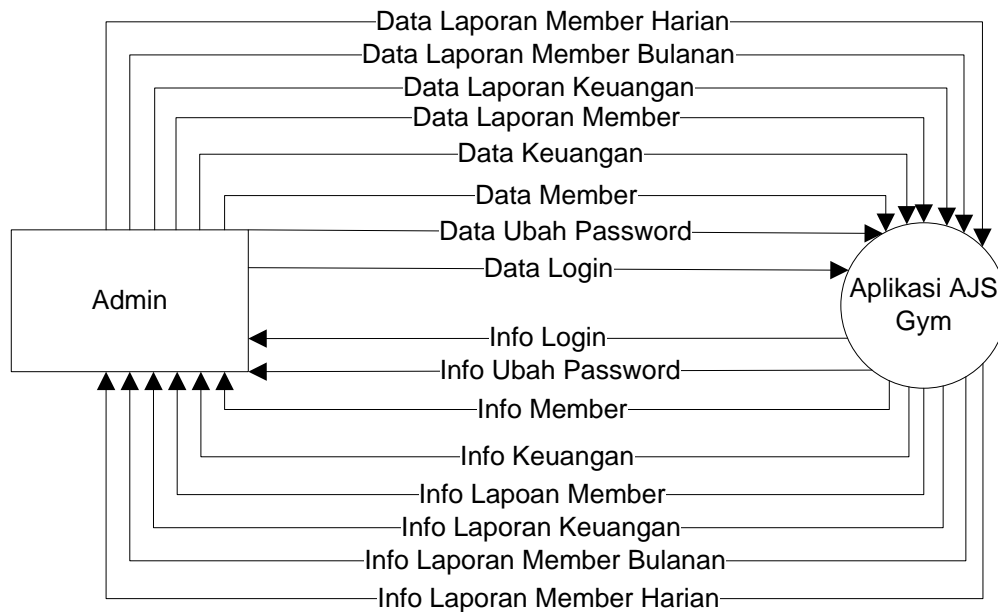 Data Laporan Member Harian
Data Laporan Member Bulanan
Data Laporan Keuangan
Data Laporan Member
Data Keuangan
Data Member
Data Ubah Password
Data Login
Admin
Aplikasi AJS
Gym
Info Login
Info Ubah Password
Info Member
Info Keuangan
Info Lapoan Member
Info Laporan Keuangan
Info Laporan Member Bulanan
Info Laporan Member Harian